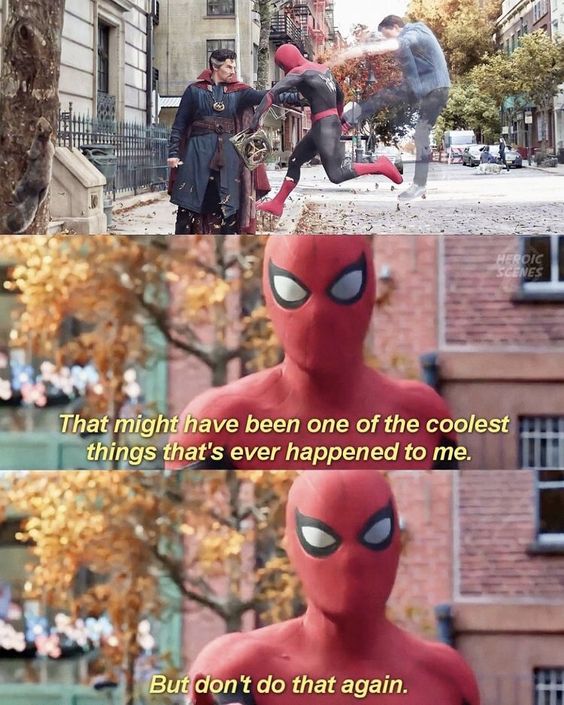 HEROIC
SCENES
That might have been one of the coolest
things that's ever happened to me.
But don't do that again.